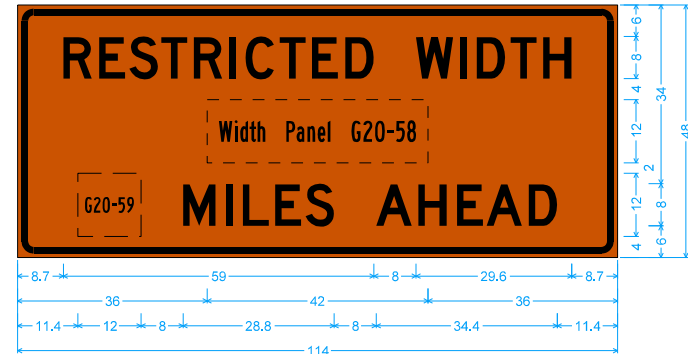 RESTRICTED WIDTH
Width Panel G20-58
G20-59 MILES AHEAD
6
8
4
12
2
12
8
4
6
34
48
8.7 59 8 29.6 8.7
36 42 36
11.4 12 8 28.8 8 34.4 11.4
114